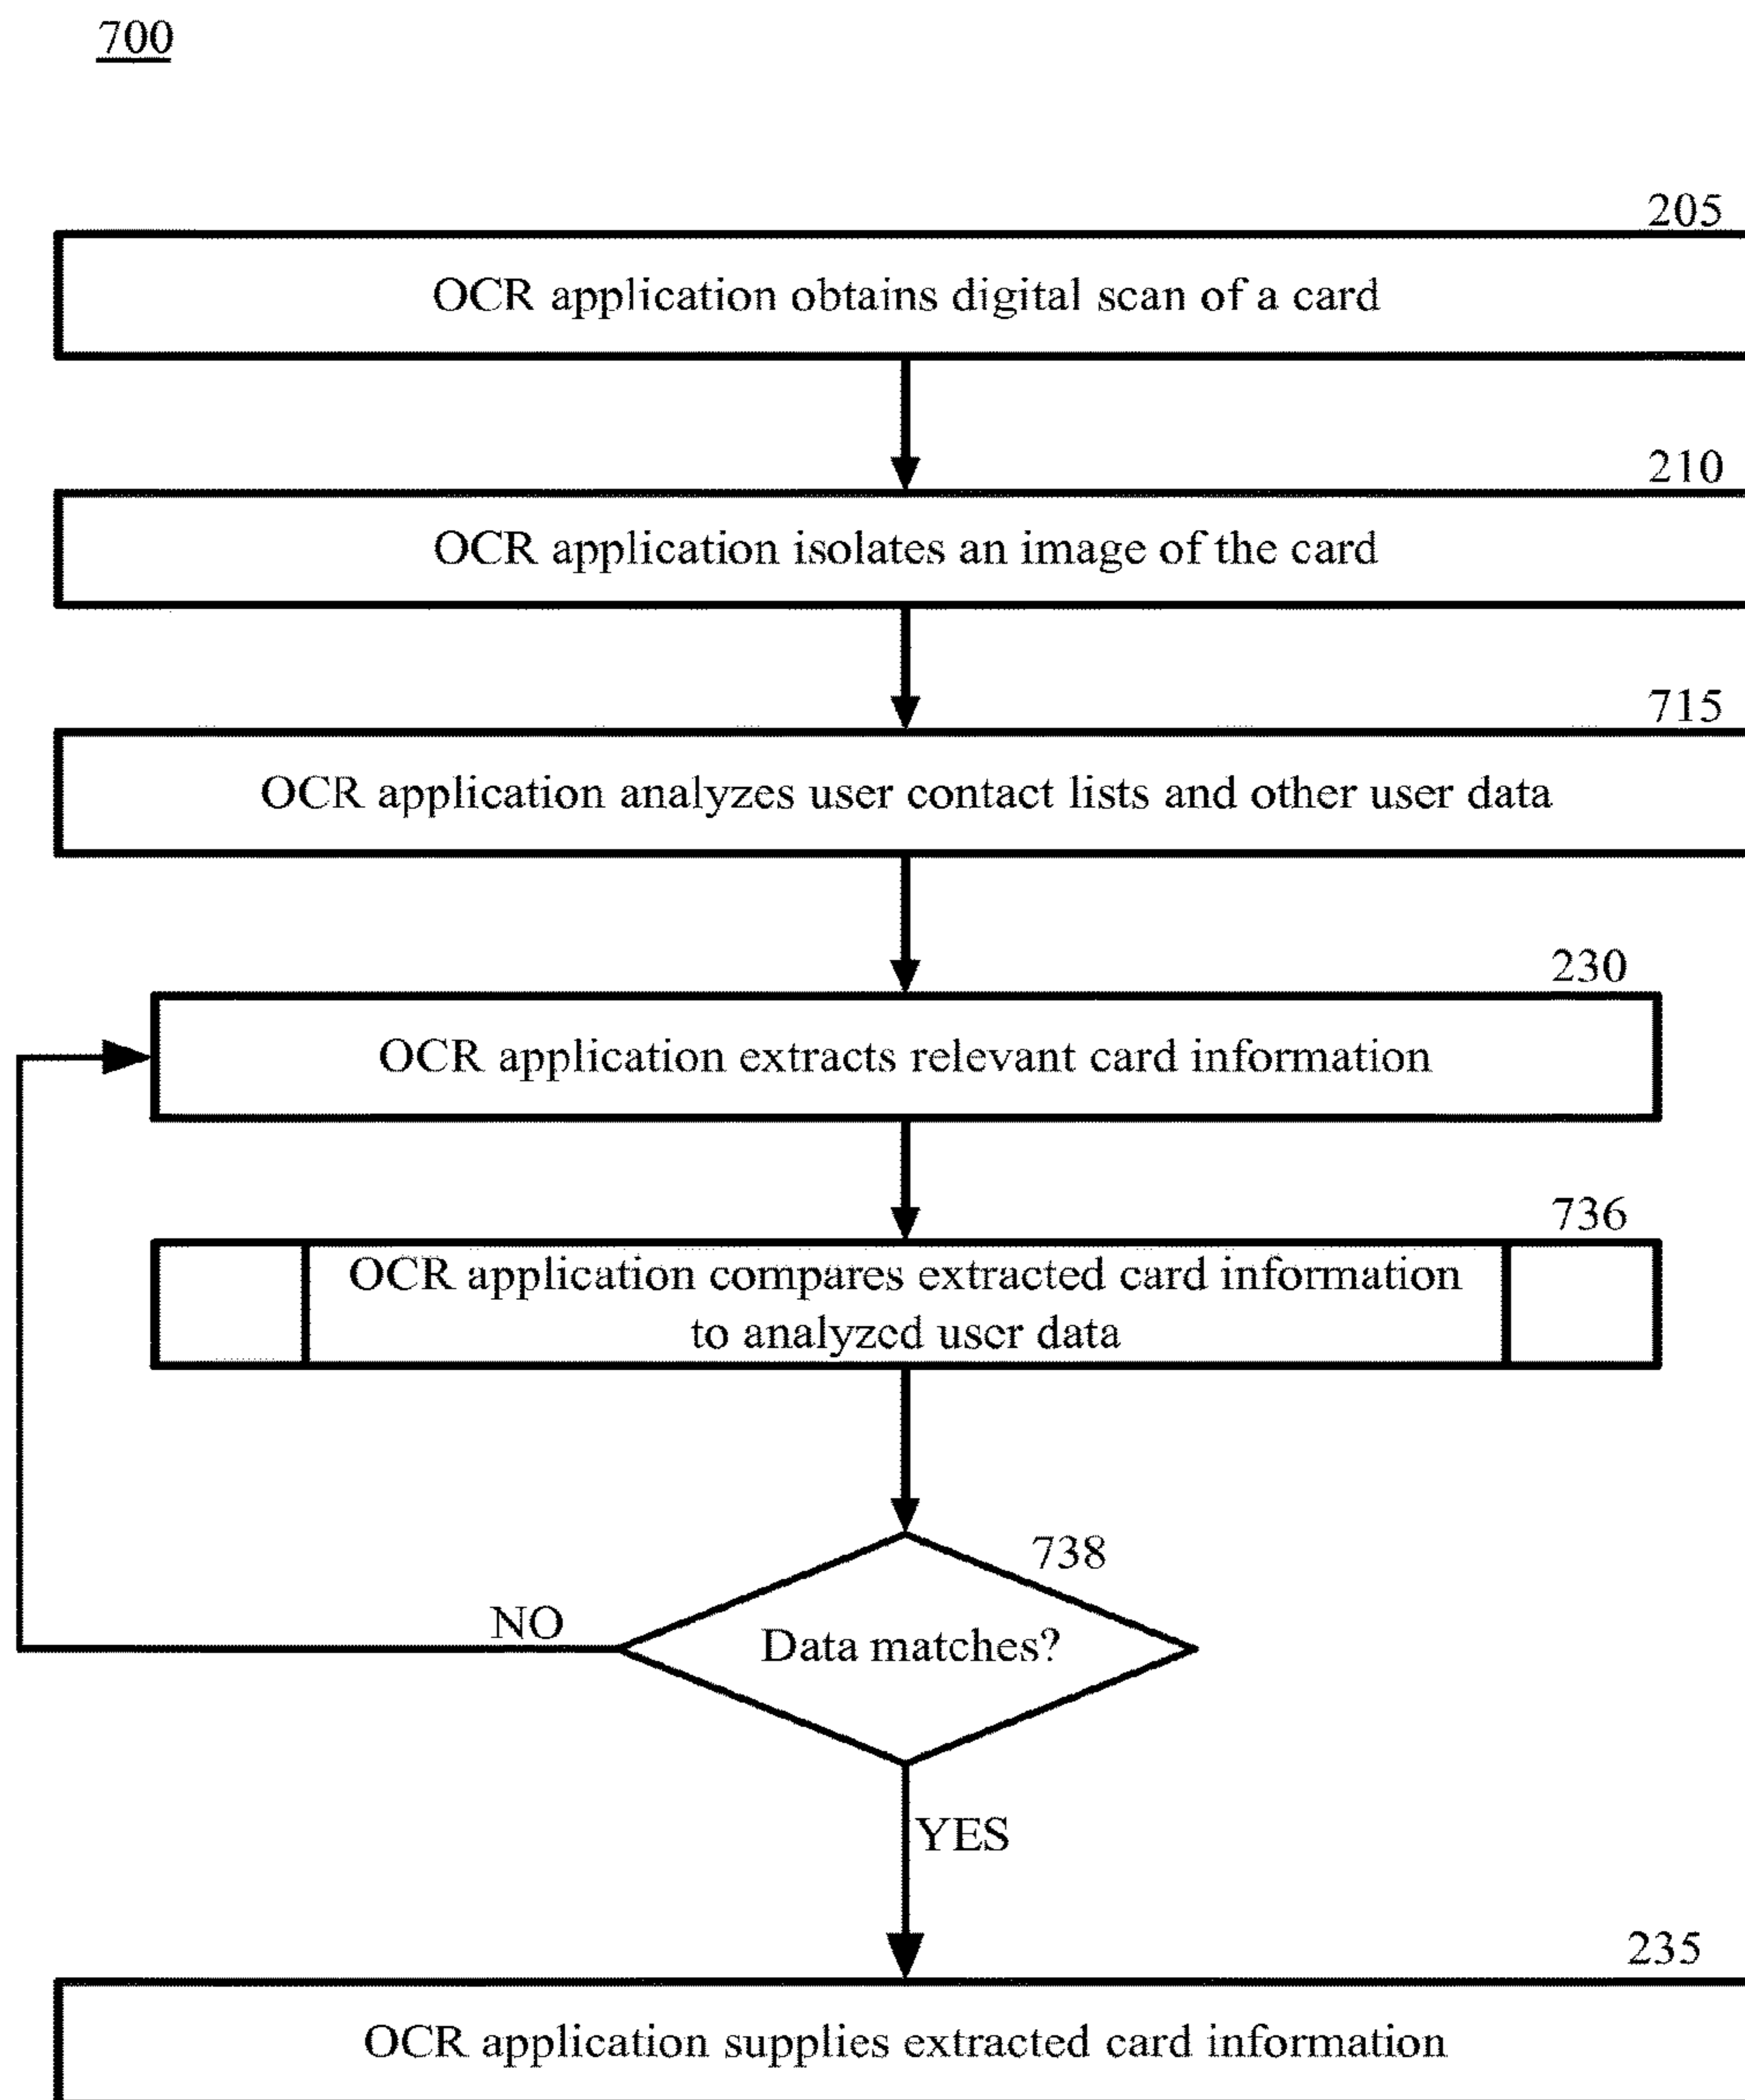 700
205
OCR application obtains digital scan of a card
210
OCR application isolates an image of the card
715
OCR application analyzes user contact lists and other user data
230
OCR application extracts relevant card information
736
OCR application compares extracted card information
to analyzed user data
738
NO
Data matches?
YES
235
OCR application supplies extracted card information